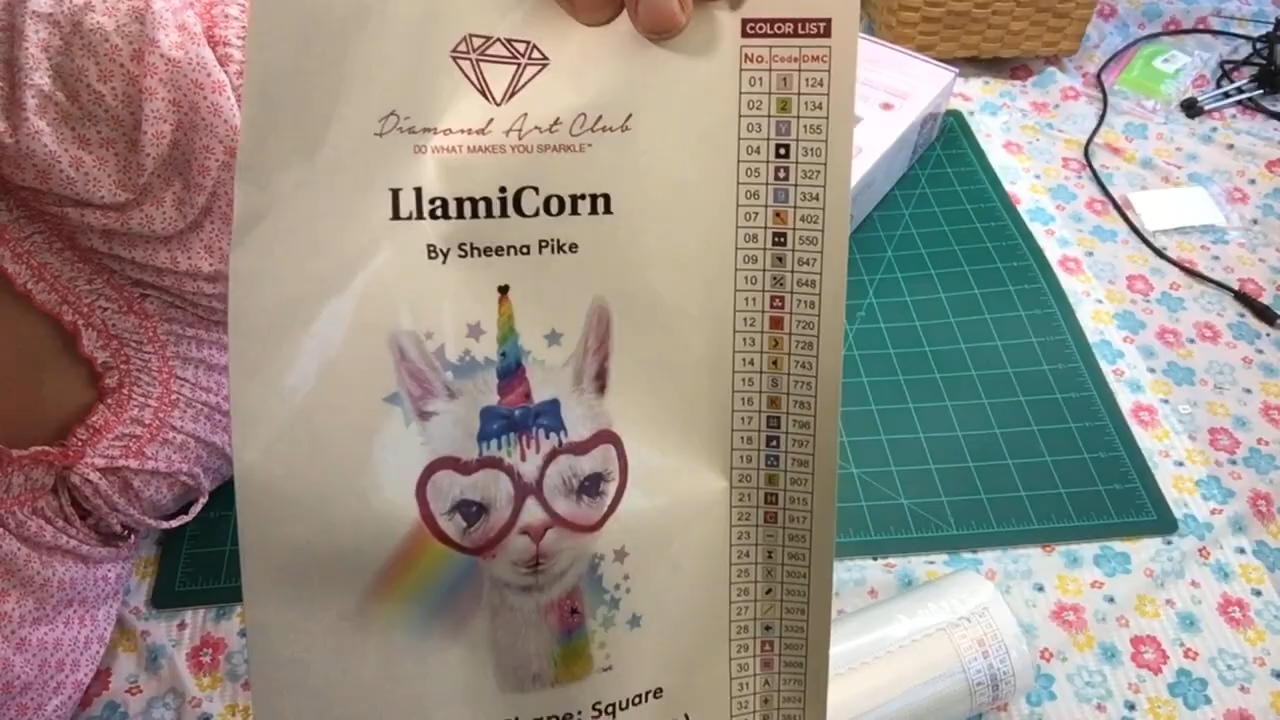 Diamond Art Club
DO WHAT MAKES YOU SPARKLE™
LlamiCorn
By Sheena Pike
Shape: Square
COLOR LIST
No. Code DMC
01 1 124
02 2 134
03 Y 155
04 310
05 327
06 9 334
07 402
08 550
09 647
10 648
11 718
12 720
13 728
14 743
15 S 775
16 K 783
17 796
18 797
19 798
20 E 907
21 H 915
22 C 917
23 955
24 963
25 X 3024
26 3033
27 3078
28 3325
29 3607
30 3608
31 A 3776
32 3824